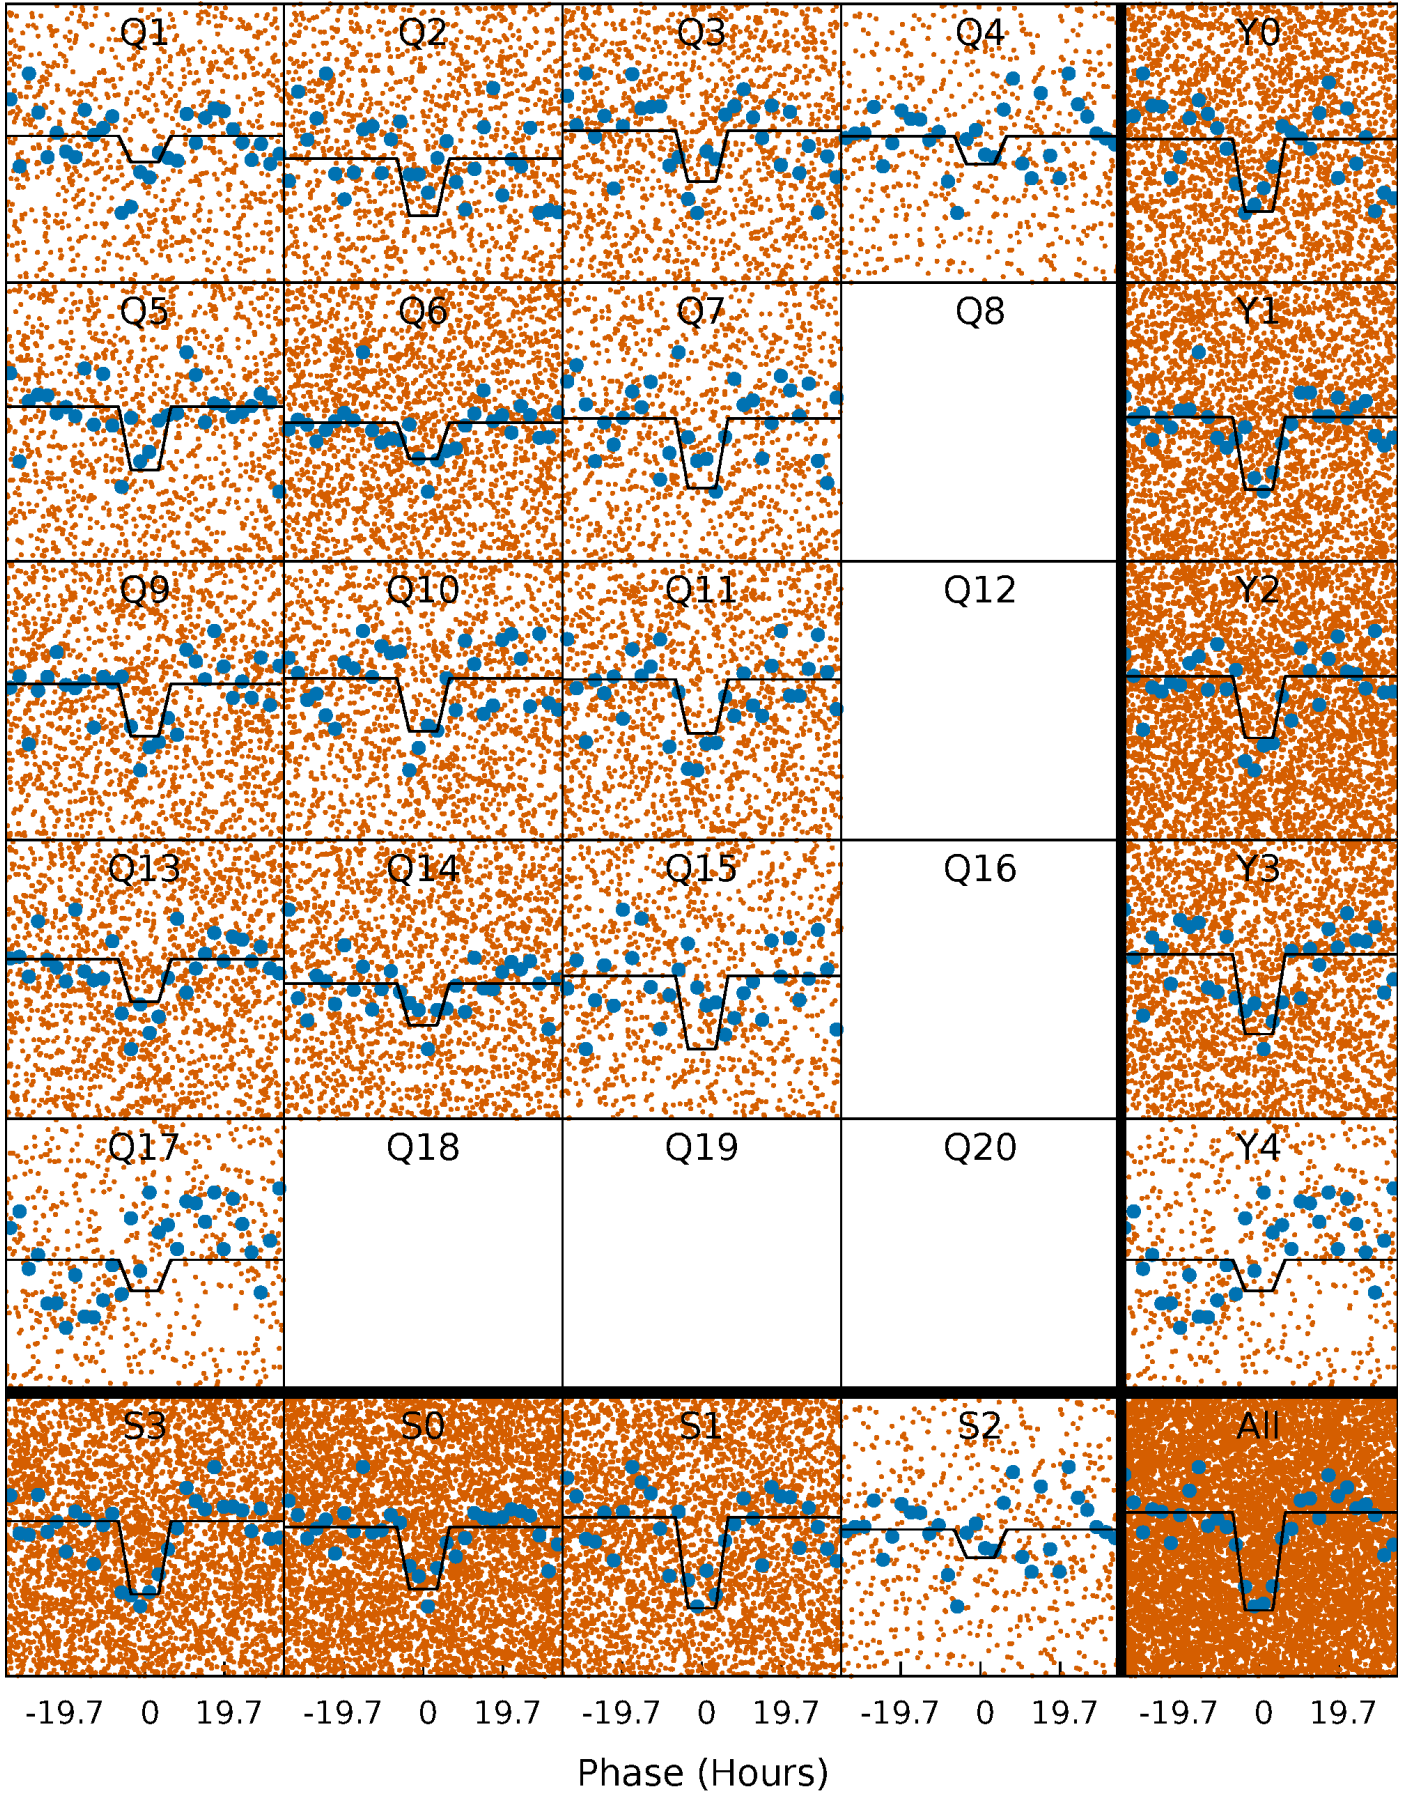 Q1 Q2 Q3 Q4 Y0
Q5 Q6 Q7 Q8 Y1
Q9 Q10 Q11 Q12 Y2
Q13 Q14 Q15 Q16 Y3
Q17 Q18 Q19 Q20 Y4
S3 S0 S1 S2 All
-19.7 0 19.7 -19.7 0 19.7 -19.7 0 19.7 -19.7 0 19.7 -19.7 0 19.7
Phase (Hours)